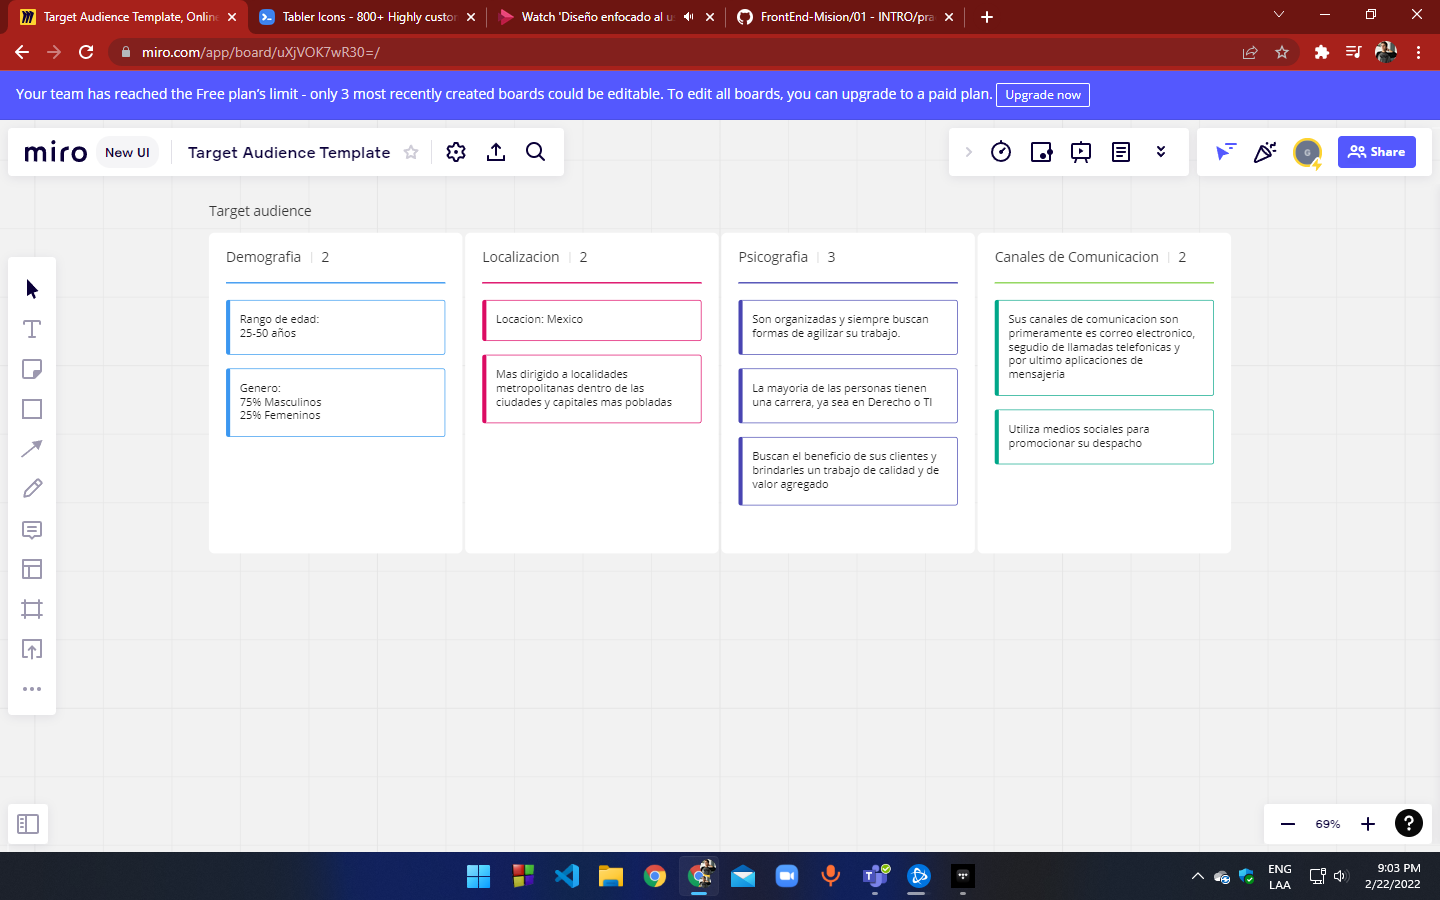 Target Audience Template, Online
Tabler Icons - 800+ Highly custor
Watch 'Diseño enfocado al us
FrontEnd-Mision/01 - INTRO/pra
miro.com/app/board/uXjVOK7wR30=/
Your team has reached the Free plan's limit - only 3 most recently created boards could be editable. To edit all boards, you can upgrade to a paid plan. Upgrade now
miro New UI Target Audience Template
G Share
Target audience
Demografia 2
Rango de edad:
25-50 años
Genero:
75% Masculinos
25% Femeninos
Localizacion 2
Locacion: Mexico
Mas dirigido a localidades
metropolitanas dentro de las
ciudades y capitales mas pobladas
Psicografia 3
Son organizadas y siempre buscan
formas de agilizar su trabajo.
La mayoria de las personas tienen
una carrera, ya sea en Derecho o TI
Buscan el beneficio de sus clientes y
brindarles un trabajo de calidad y de
valor agregado
Canales de Comunicacion 2
Sus canales de comunicacion son
primeramente es correo electronico,
segudio de llamadas telefonicas y
por ultimo aplicaciones de
mensajeria
Utiliza medios sociales para
promocionar su despacho
69%
ENG
LAA
9:03 PM
2/22/2022